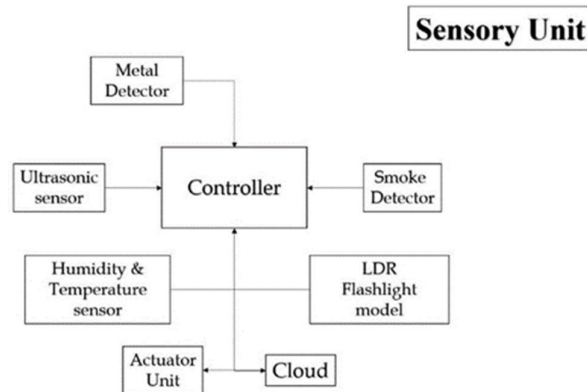 Sensory Unit
Metal
Detector
Ultrasonic
sensor
Controller
Smoke
Detector
Humidity &
Temperature
sensor
LDR
Flashlight
model
Actuator
Unit
Cloud